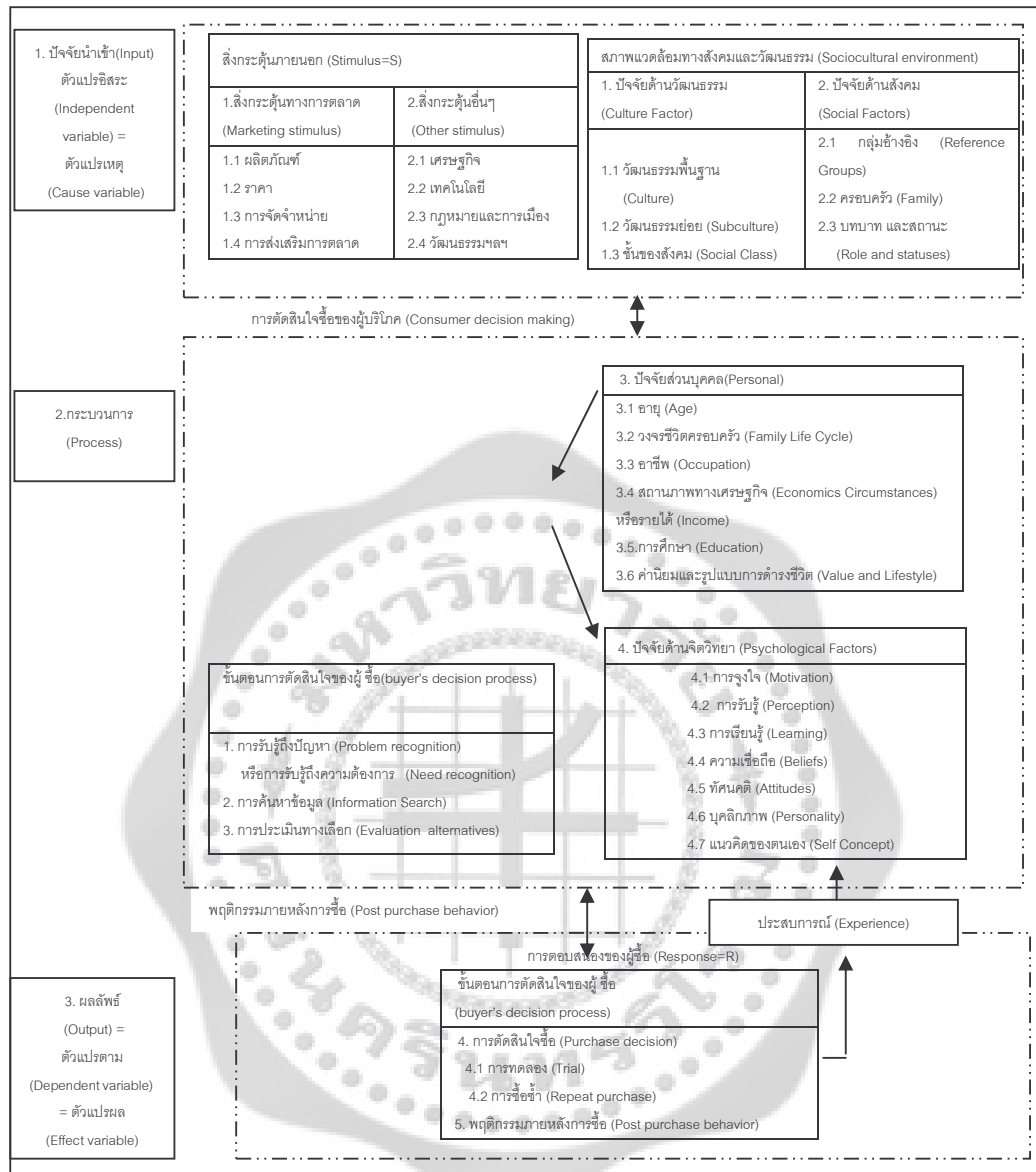 1. ปัจจัยนำเข้า(Input)
ตัวแปรอิสระ
(Independent
variable) =
ตัวแปรเหตุ
(Cause variable)
สิ่งกระตุ้นภายนอก (Stimulus=S)
1.สิ่งกระตุ้นทางการตลาด
(Marketing stimulus)
2.สิ่งกระตุ้นอื่นๆ
(Other stimulus)
1.1 ผลิตภัณฑ์
1.2 ราคา
1.3 การจัดจำหน่าย
1.4 การส่งเสริมการตลาด
2.1 เศรษฐกิจ
2.2 เทคโนโลยี
2.3 กฎหมายและการเมือง
2.4 วัฒนธรรมฯลฯ
สภาพแวดล้อมทางสังคมและวัฒนธรรม (Sociocultural environment)
1. ปัจจัยด้านวัฒนธรรม
(Culture Factor)
2. ปัจจัยด้านสังคม
(Social Factors)
1.1 วัฒนธรรมพื้นฐาน
(Culture)
1.2 วัฒนธรรมย่อย (Subculture)
1.3 ชั้นของสังคม (Social Class)
2.1 กลุ่มอ้างอิง (Reference
Groups)
2.2 ครอบครัว (Family)
2.3 บทบาท และสถานะ
(Role and statuses)
การตัดสินใจซื้อของผู้บริโภค (Consumer decision making)
2.กระบวนการ
(Process)
3. ปัจจัยส่วนบุคคล(Personal)
3.1 อายุ (Age)
3.2 วงจรชีวิตครอบครัว (Family Life Cycle)
3.3 อาชีพ (Occupation)
3.4 สถานภาพทางเศรษฐกิจ (Economics Circumstances)
หรือรายได้ (Income)
3.5.การศึกษา (Education)
3.6 ค่านิยมและรูปแบบการดำรงชีวิต (Value and Lifestyle)
4. ปัจจัยด้านจิตวิทยา (Psychological Factors)
4.1 การจูงใจ (Motivation)
4.2 การรับรู้ (Perception)
4.3 การเรียนรู้ (Learning)
4.4 ความเชื่อถือ (Beliefs)
4.5 ทัศนคติ (Attitudes)
4.6 บุคลิกภาพ (Personality)
4.7 แนวคิดของตนเอง (Self Concept)
ขั้นตอนการตัดสินใจของผู้ ซื้อ(buyer's decision process)
1. การรับรู้ถึงปัญหา (Problem recognition)
หรือการรับรู้ถึงความต้องการ (Need recognition)
2. การค้นหาข้อมูล (Information Search)
3. การประเมินทางเลือก (Evaluation alternatives)
พฤติกรรมภายหลังการซื้อ (Post purchase behavior)
ประสบการณ์ (Experience)
3. ผลลัพธ์
(Output) =
ตัวแปรตาม
(Dependent variable)
= ตัวแปรผล
(Effect variable)
การตอบสนองของผู้ซื้อ (Response=R)
ขั้นตอนการตัดสินใจของผู้ ซื้อ
(buyer's decision process)
4. การตัดสินใจซื้อ (Purchase decision)
4.1 การทดลอง (Trial)
4.2 การซื้อซ้ำ (Repeat purchase)
5. พฤติกรรมภายหลังการซื้อ (Post purchase behavior)
มหาวิทยาลัย
ศรีนครินทรวิโรฒ